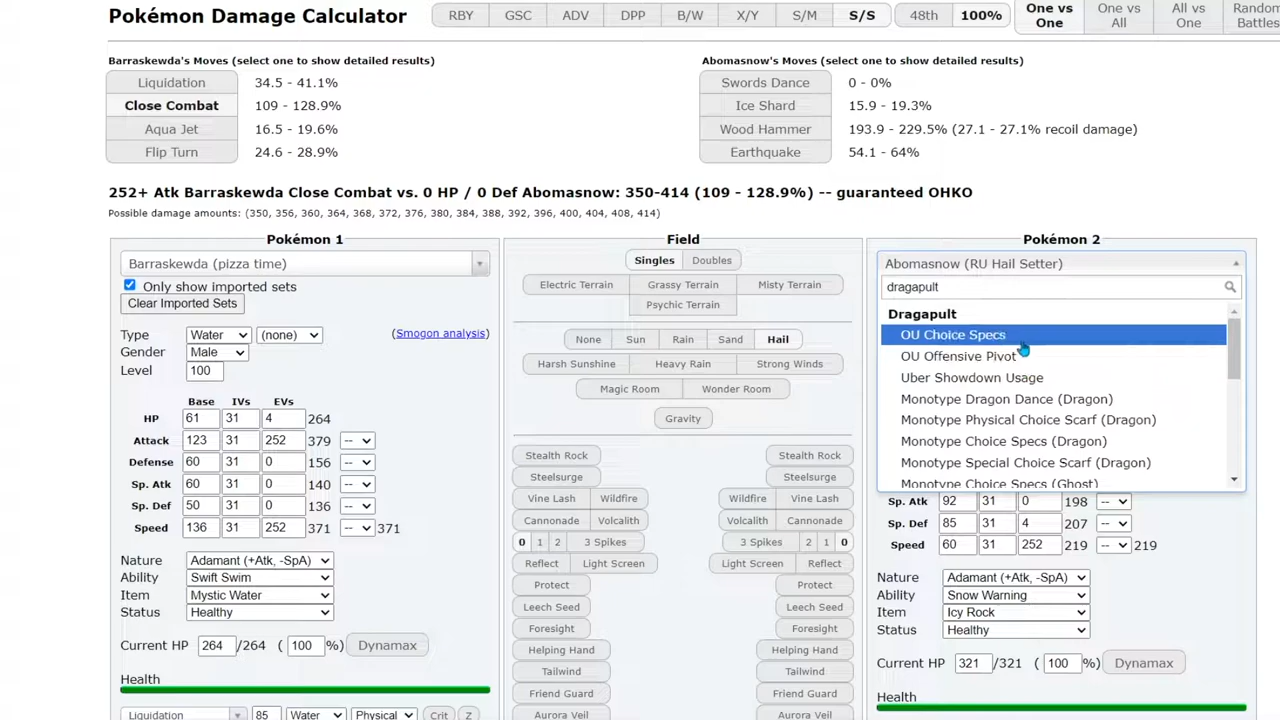 Pokémon Damage Calculator
RBY GSC ADV DPP B/W X/Y S/M S/S 48th 100% One vs One All vs Random
One All One Battles
Barraskewda's Moves (select one to show detailed results)
Liquidation 34.5 - 41.1%
Close Combat 109 - 128.9%
Aqua Jet 16.5 - 19.6%
Flip Turn 24.6 - 28.9%
Abomasnow's Moves (select one to show detailed results)
Swords Dance 0 - 0%
Ice Shard 15.9 - 19.3%
Wood Hammer 193.9 - 229.5% (27.1 - 27.1% recoil damage)
Earthquake 54.1 - 64%
252+ Atk Barraskewda Close Combat vs. 0 HP / 0 Def Abomasnow: 350-414 (109 - 128.9%) -- guaranteed OHKO
Possible damage amounts: (350, 356, 360, 364, 368, 372, 376, 380, 384, 388, 392, 396, 400, 404, 408, 414)
Pokémon 1
Barraskewda (pizza time)
Only show imported sets
Clear Imported Sets
Type Water (none) (Smogon analysis)
Gender Male
Level 100
Base IVs EVs
HP 61 31 4 264
Attack 123 31 252 379 --
Defense 60 31 0 156 --
Sp. Atk 60 31 0 140 --
Sp. Def 50 31 0 136 --
Speed 136 31 252 371 -- 371
Nature Adamant (+Atk, -SpA)
Ability Swift Swim
Item Mystic Water
Status Healthy
Current HP 264 /264 ( 100 %) Dynamax
Health
Liquidation 85 Water Physical Crit Z
Field
Singles Doubles
Electric Terrain Grassy Terrain Misty Terrain
Psychic Terrain
None Sun Rain Sand Hail
Harsh Sunshine Heavy Rain Strong Winds
Magic Room Wonder Room
Gravity
Stealth Rock Stealth Rock
Steelsurge Steelsurge
Vine Lash Wildfire Wildfire Vine Lash
Cannonade Volcalith Volcalith Cannonade
0 1 2 3 Spikes 3 Spikes 2 1 0
Reflect Light Screen Light Screen Reflect
Protect Protect
Leech Seed Leech Seed
Foresight Foresight
Helping Hand Helping Hand
Tailwind Tailwind
Friend Guard Friend Guard
Aurora Veil Aurora Veil
Pokémon 2
Abomasnow (RU Hail Setter)
dragapult
Dragapult
OU Choice Specs
OU Offensive Pivot
Uber Showdown Usage
Monotype Dragon Dance (Dragon)
Monotype Physical Choice Scarf (Dragon)
Monotype Choice Specs (Dragon)
Monotype Special Choice Scarf (Dragon)
Monotype Choice Specs (Ghost)
Sp. Atk 92 31 0 198 --
Sp. Def 85 31 4 207 --
Speed 60 31 252 219 -- 219
Nature Adamant (+Atk, -SpA)
Ability Snow Warning
Item Icy Rock
Status Healthy
Current HP 321 /321 ( 100 %) Dynamax
Health